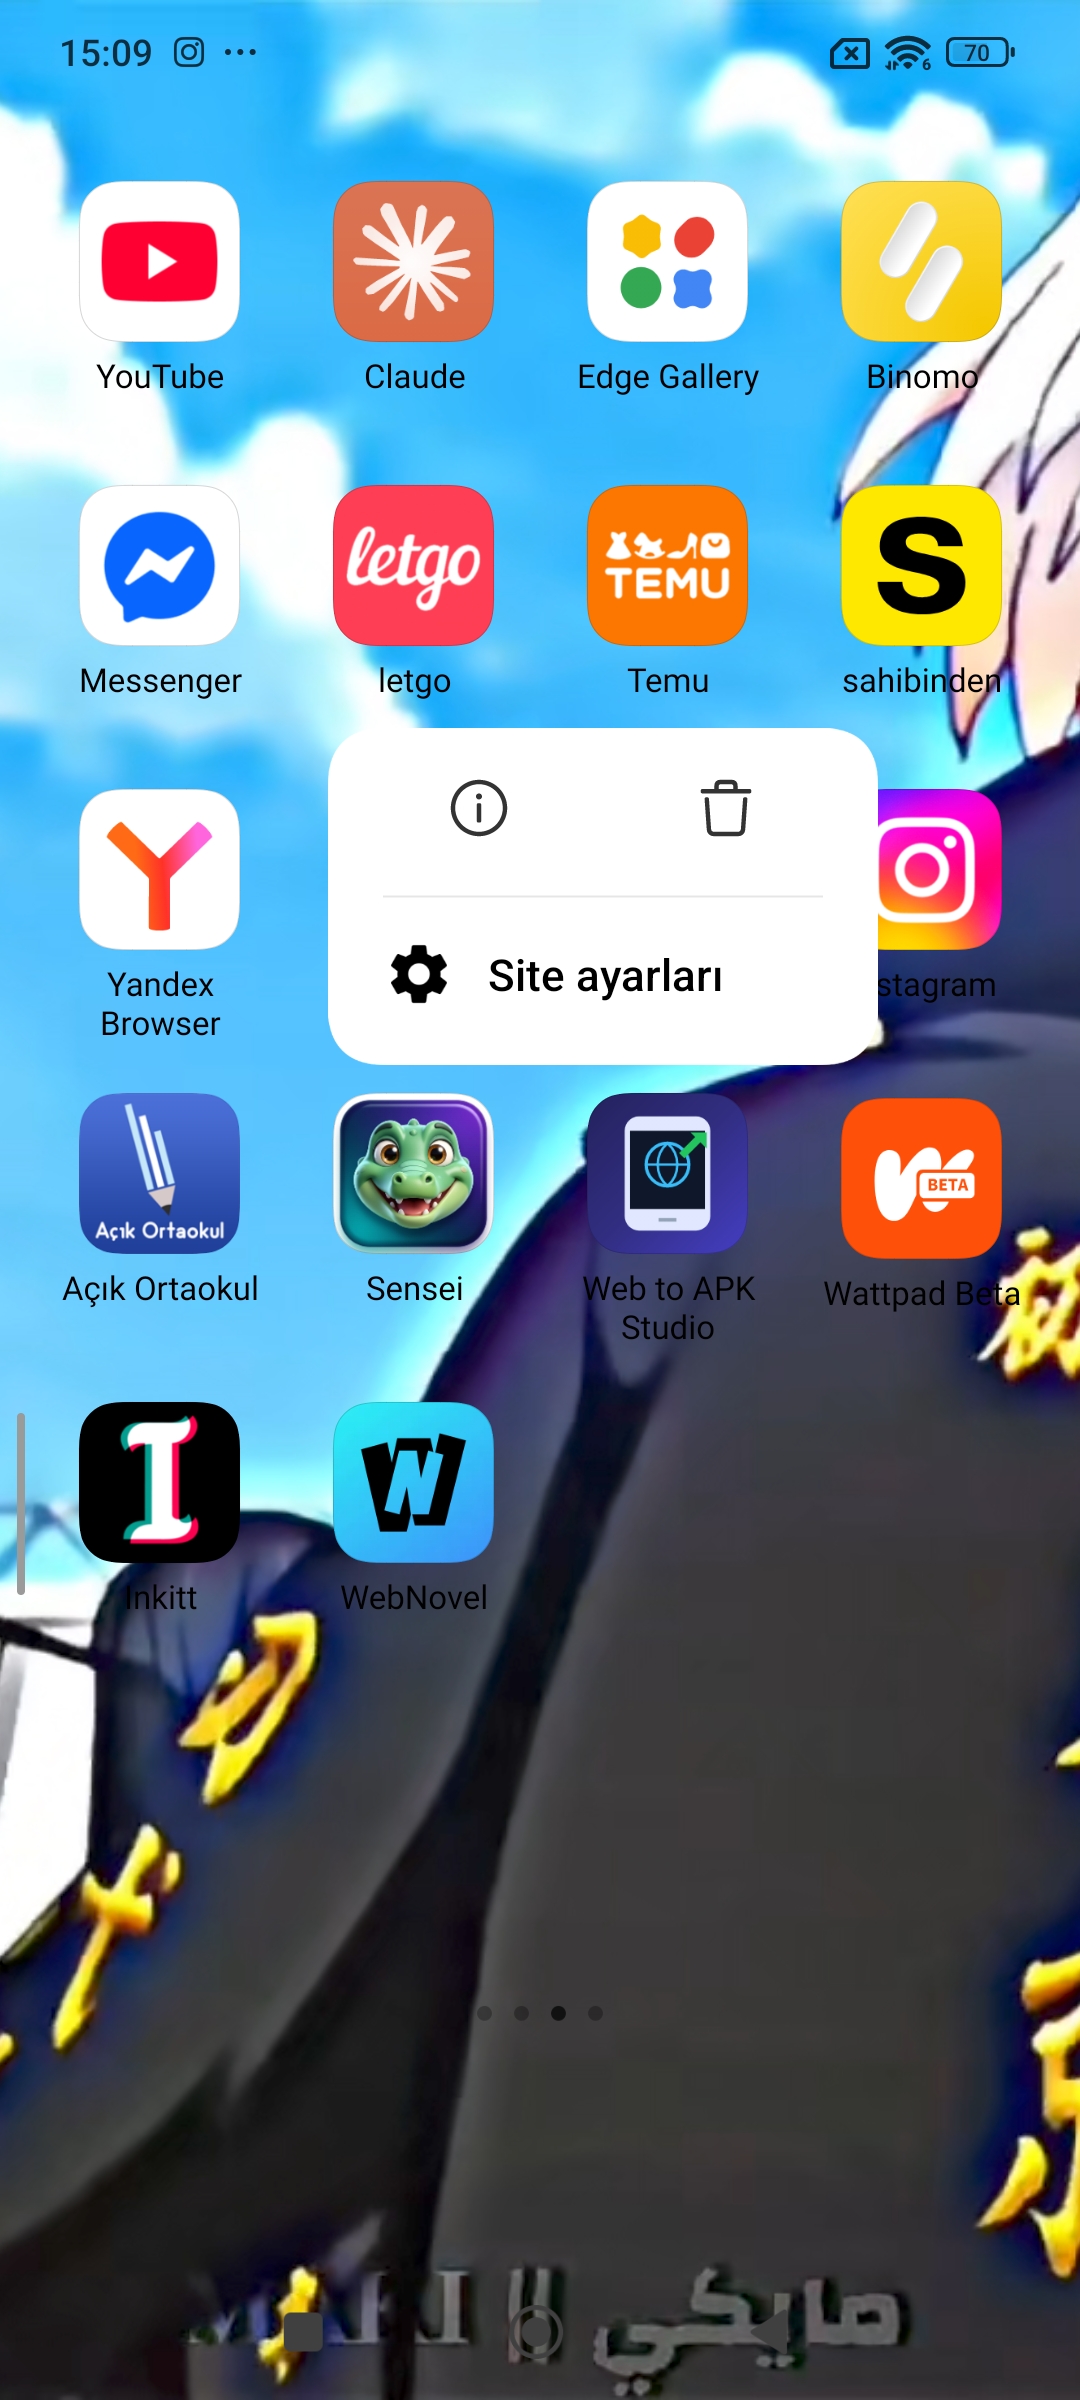 15:09
70
YouTube
Claude
Edge Gallery
Binomo
letgo
TEMU
S
Messenger
letgo
Temu
sahibinden
Site ayarları
Yandex
Browser
stagram
Açık Ortaokul
BETA
Açık Ortaokul
Sensei
Web to APK
Studio
Wattpad Beta
Inkitt
WebNovel
مايكي